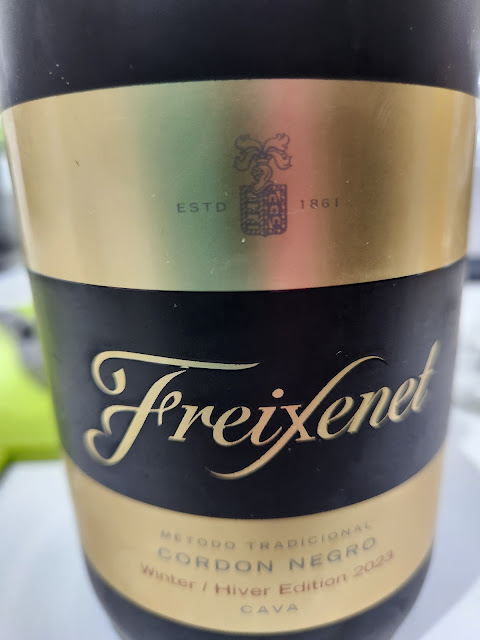 ESTD 1861
Freixenet
METODO TRADICIONAL
CORDON NEGRO
Winter / Hiver Edition 2023
CAVA